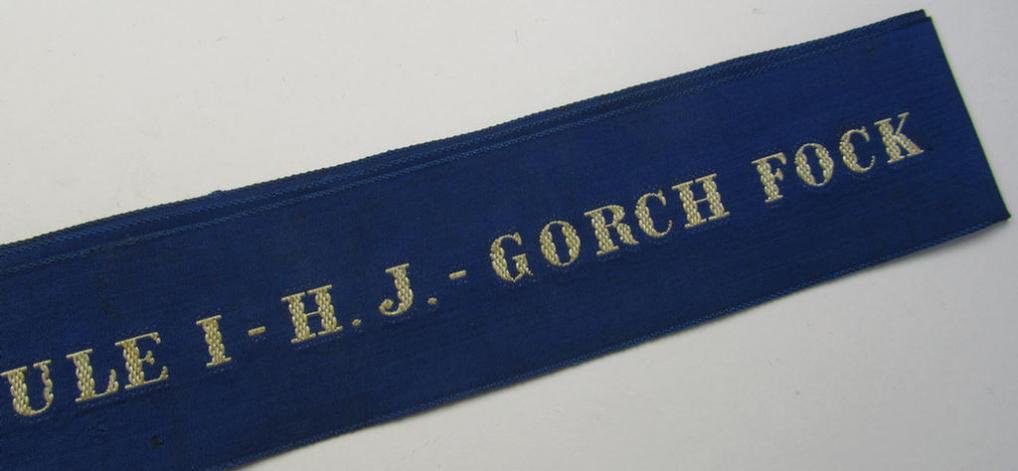 ULE I - H. J. - GORCH FOCK